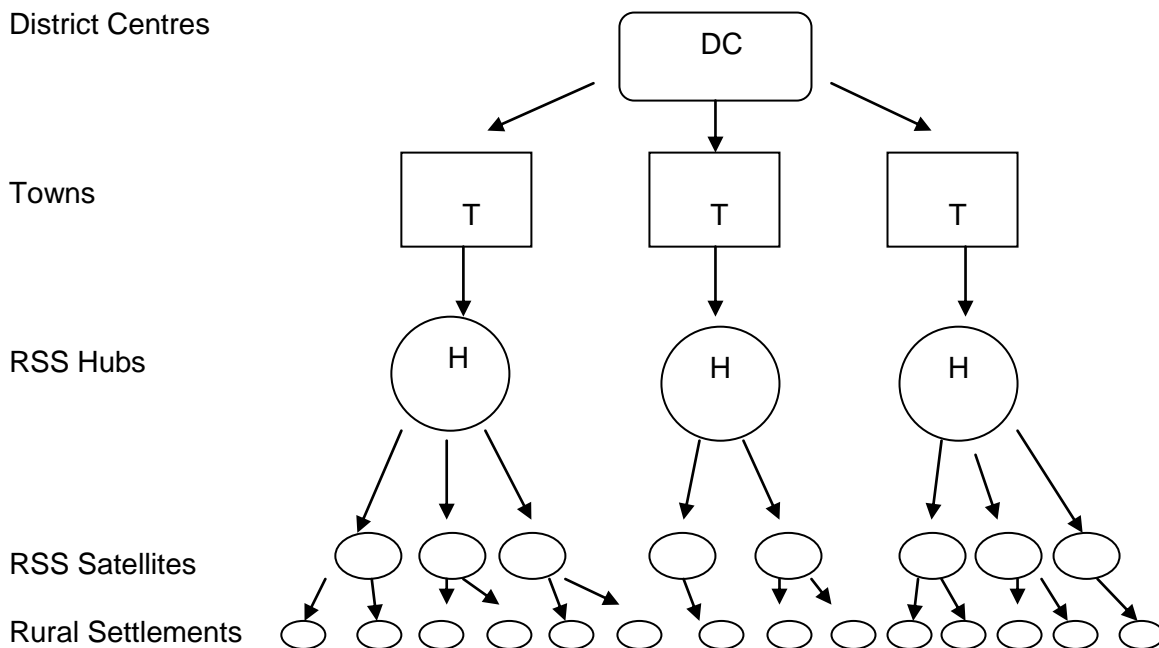 District Centres
DC
Towns
T T T
RSS Hubs
H H H
RSS Satellites
Rural Settlements